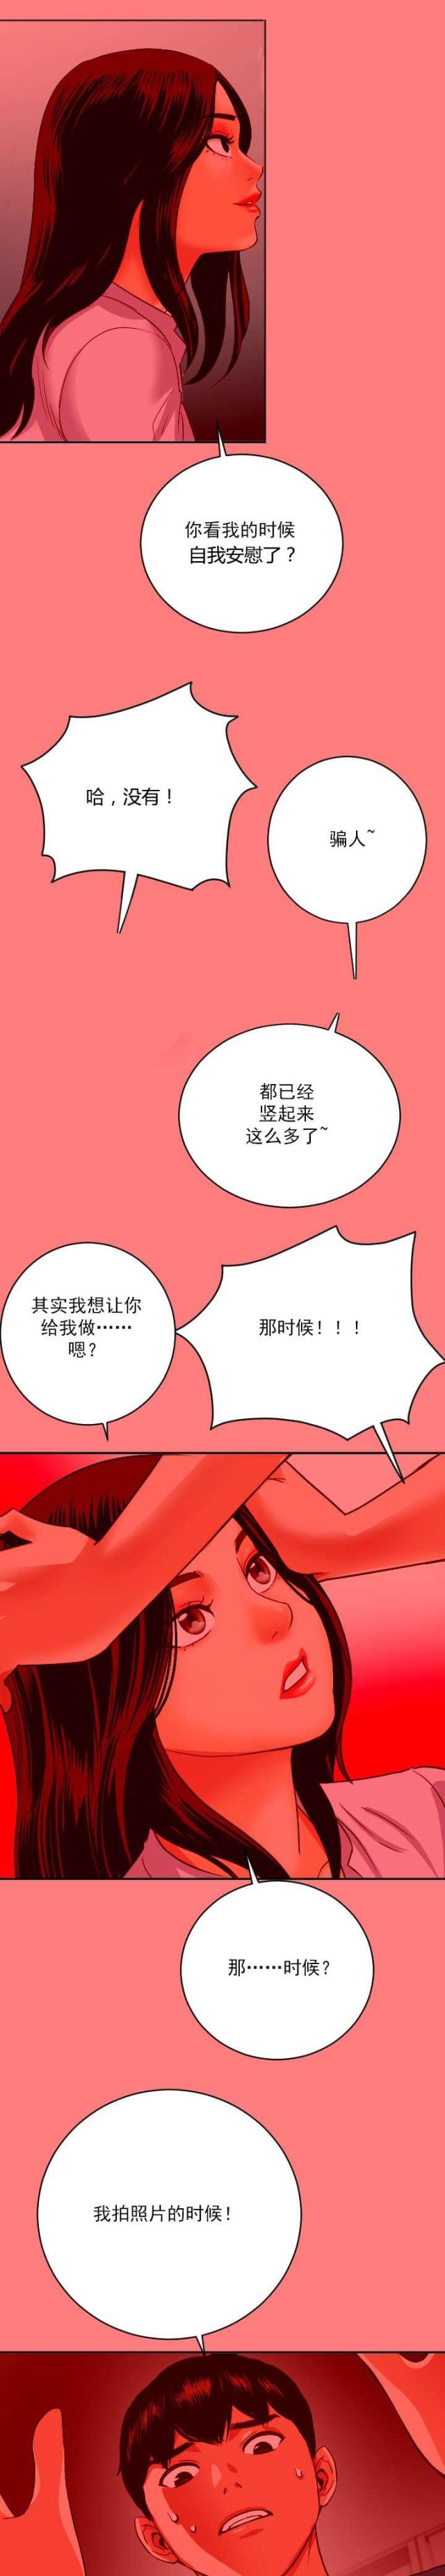 你看我的时候
自我安慰了？
哈，没有！
骗人~
都已经
竖起来
这么多了~
其实我想让你
给我做……
嗯？
那时候！！！
那……时候？
我拍照片的时候！